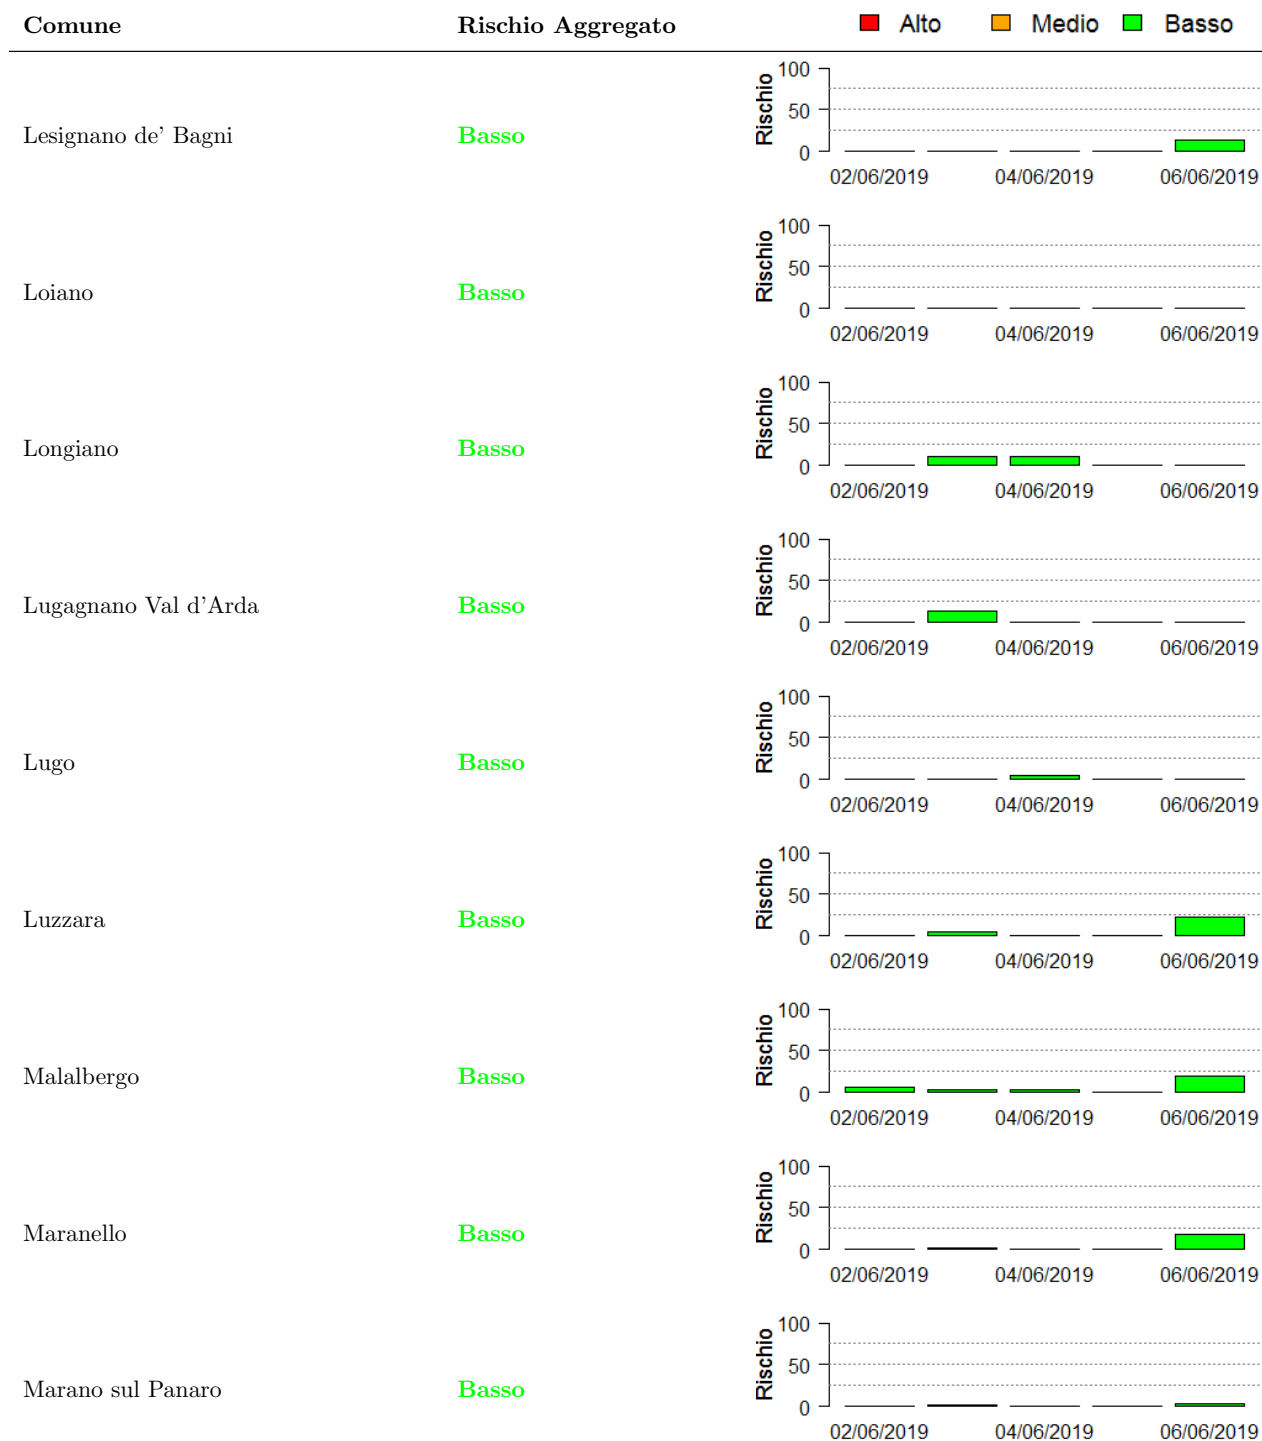 Comune Rischio Aggregato Alto Medio Basso
Lesignano de' Bagni Basso Rischio 100 50 0
02/06/2019 04/06/2019 06/06/2019
Loiano Basso Rischio 100 50 0
02/06/2019 04/06/2019 06/06/2019
Longiano Basso Rischio 100 50 0
02/06/2019 04/06/2019 06/06/2019
Lugagnano Val d'Arda Basso Rischio 100 50 0
02/06/2019 04/06/2019 06/06/2019
Lugo Basso Rischio 100 50 0
02/06/2019 04/06/2019 06/06/2019
Luzzara Basso Rischio 100 50 0
02/06/2019 04/06/2019 06/06/2019
Malalbergo Basso Rischio 100 50 0
02/06/2019 04/06/2019 06/06/2019
Maranello Basso Rischio 100 50 0
02/06/2019 04/06/2019 06/06/2019
Marano sul Panaro Basso Rischio 100 50 0
02/06/2019 04/06/2019 06/06/2019